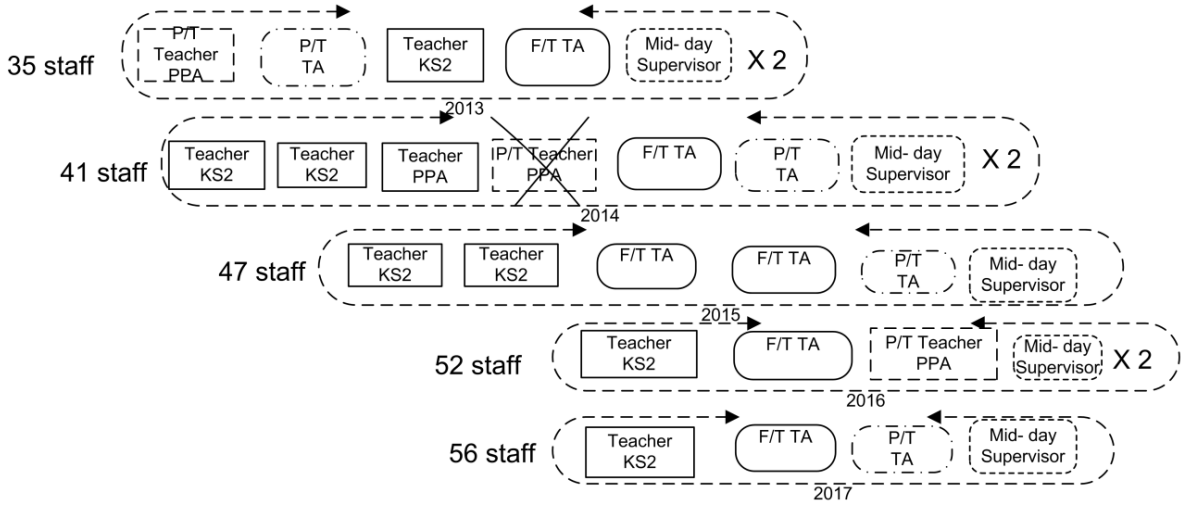 35 staff
P/T
Teacher
PPA
P/T
TA
Teacher
KS2
F/T TA
Mid- day
Supervisor
X 2
2013
41 staff
Teacher
KS2
Teacher
KS2
Teacher
PPA
P/T Teacher
PPA
F/T TA
P/T
TA
Mid- day
Supervisor
X 2
2014
47 staff
Teacher
KS2
Teacher
KS2
F/T TA
F/T TA
P/T
TA
Mid- day
Supervisor
2015
52 staff
Teacher
KS2
F/T TA
P/T Teacher
PPA
Mid- day
Supervisor
X 2
2016
56 staff
Teacher
KS2
F/T TA
P/T
TA
Mid- day
Supervisor
2017